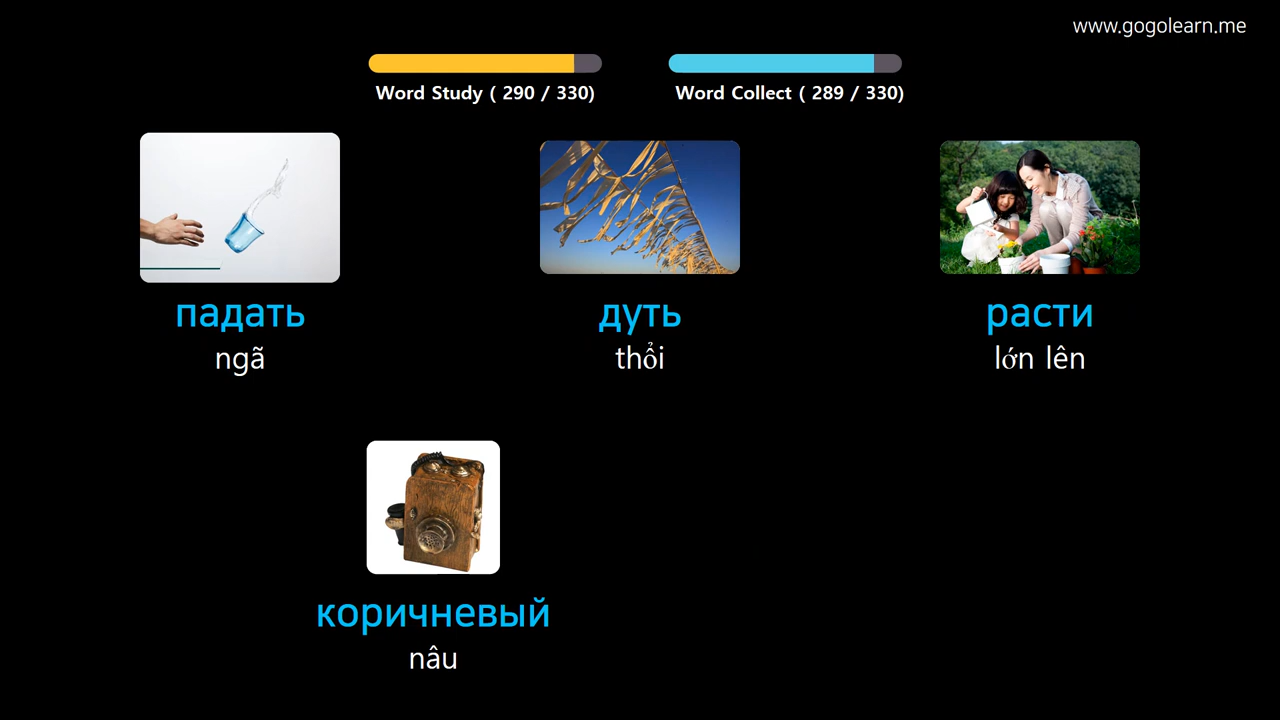 www.gogolearn.me
Word Study ( 290 / 330)
Word Collect ( 289 / 330)
падать
ngã
дуть
thổi
расти
lớn lên
коричневый
nâu